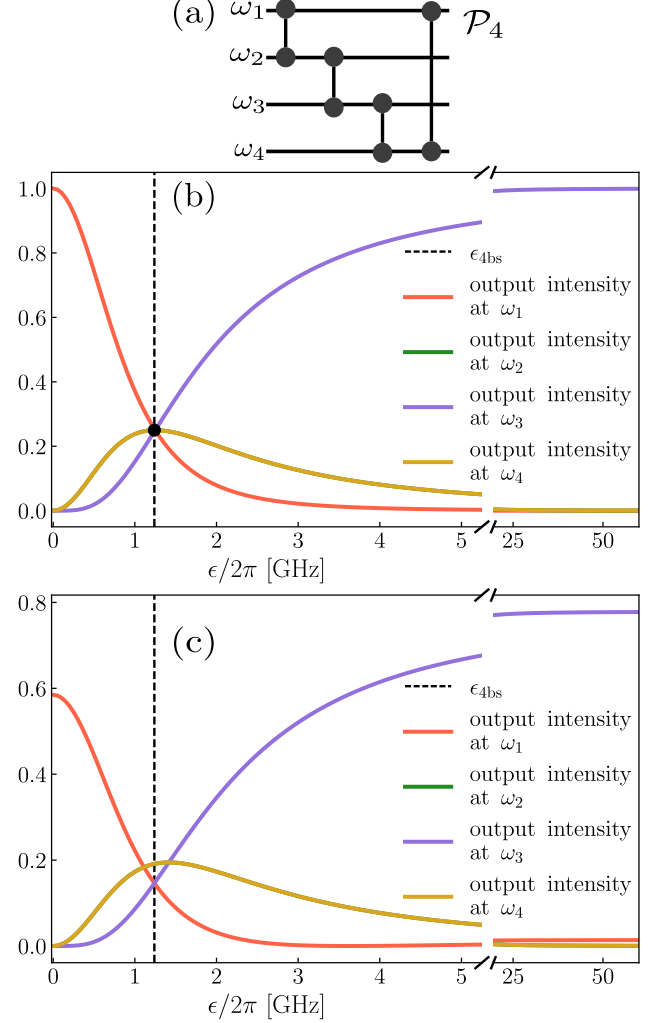 (a)
ω₁
𝒫₄
ω₂
ω₃
ω₄
(b)
1.0
0.8
0.6
0.4
0.2
0.0
ϵ₄bs
output intensity
at ω₁
output intensity
at ω₂
output intensity
at ω₃
output intensity
at ω₄
0 1 2 3 4 5 25 50
ϵ/2π [GHz]
(c)
0.8
0.6
0.4
0.2
0.0
ϵ₄bs
output intensity
at ω₁
output intensity
at ω₂
output intensity
at ω₃
output intensity
at ω₄
0 1 2 3 4 5 25 50
ϵ/2π [GHz]